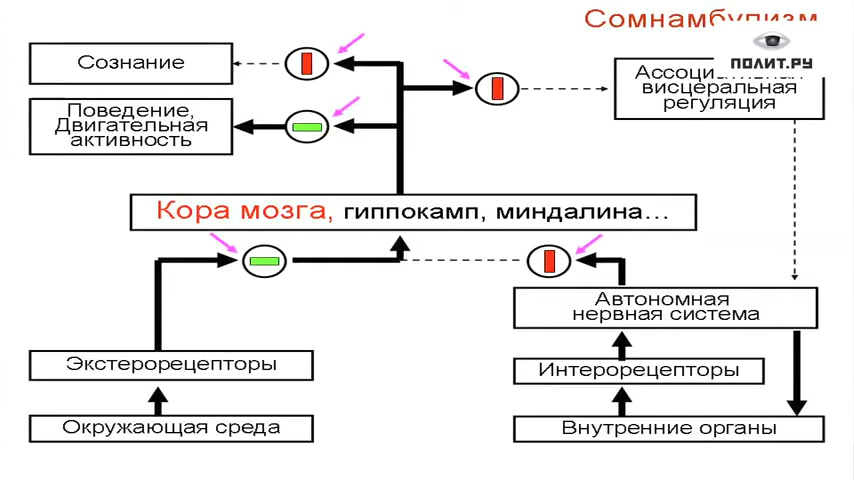 Сомнамбулизм
ПОЛИТ.РУ
Сознание
Ассоциативная
висцеральная
регуляция
Поведение,
Двигательная
активность
Кора мозга, гиппокамп, миндалина...
Автономная
нервная система
Экстерорецепторы
Интерорецепторы
Окружающая среда
Внутренние органы